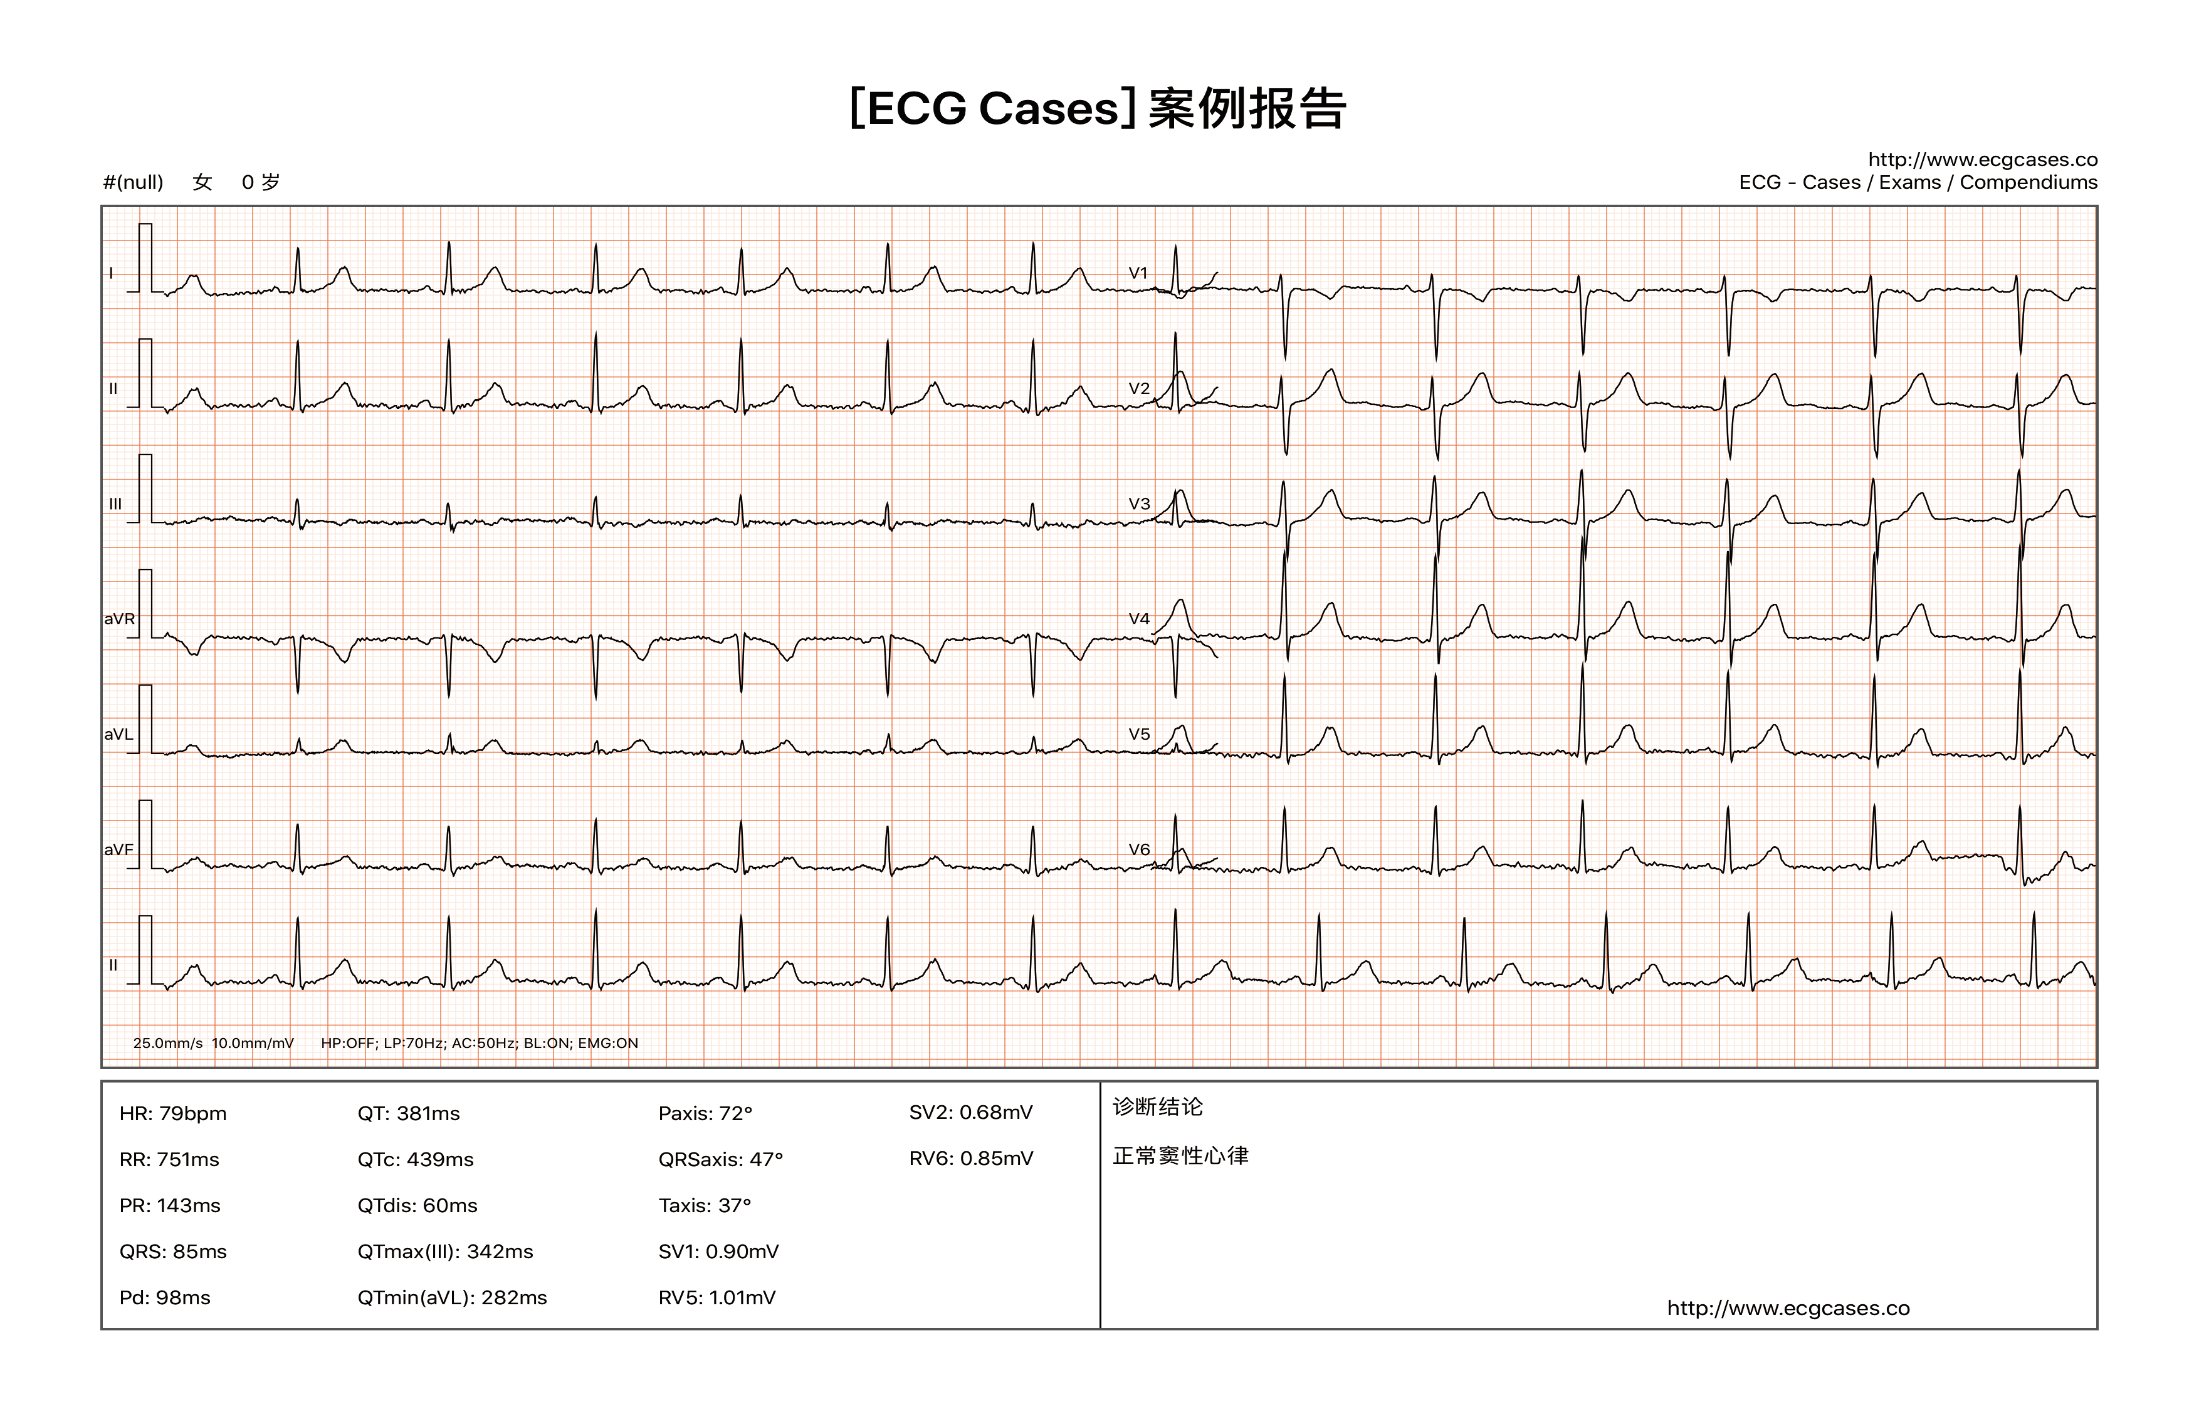 [ECG Cases] 案例报告
http://www.ecgcases.co
#(null) 女 0 岁
ECG - Cases / Exams / Compendiums
I
V1
II
V2
III
V3
aVR
V4
aVL
V5
aVF
V6
II
25.0mm/s 10.0mm/mV HP:OFF; LP:70Hz; AC:50Hz; BL:ON; EMG:ON
HR: 79bpm
RR: 751ms
PR: 143ms
QRS: 85ms
Pd: 98ms
QT: 381ms
QTc: 439ms
QTdis: 60ms
QTmax(III): 342ms
QTmin(aVL): 282ms
Paxis: 72°
QRSaxis: 47°
Taxis: 37°
SV1: 0.90mV
RV5: 1.01mV
SV2: 0.68mV
RV6: 0.85mV
诊断结论
正常窦性心律
http://www.ecgcases.co